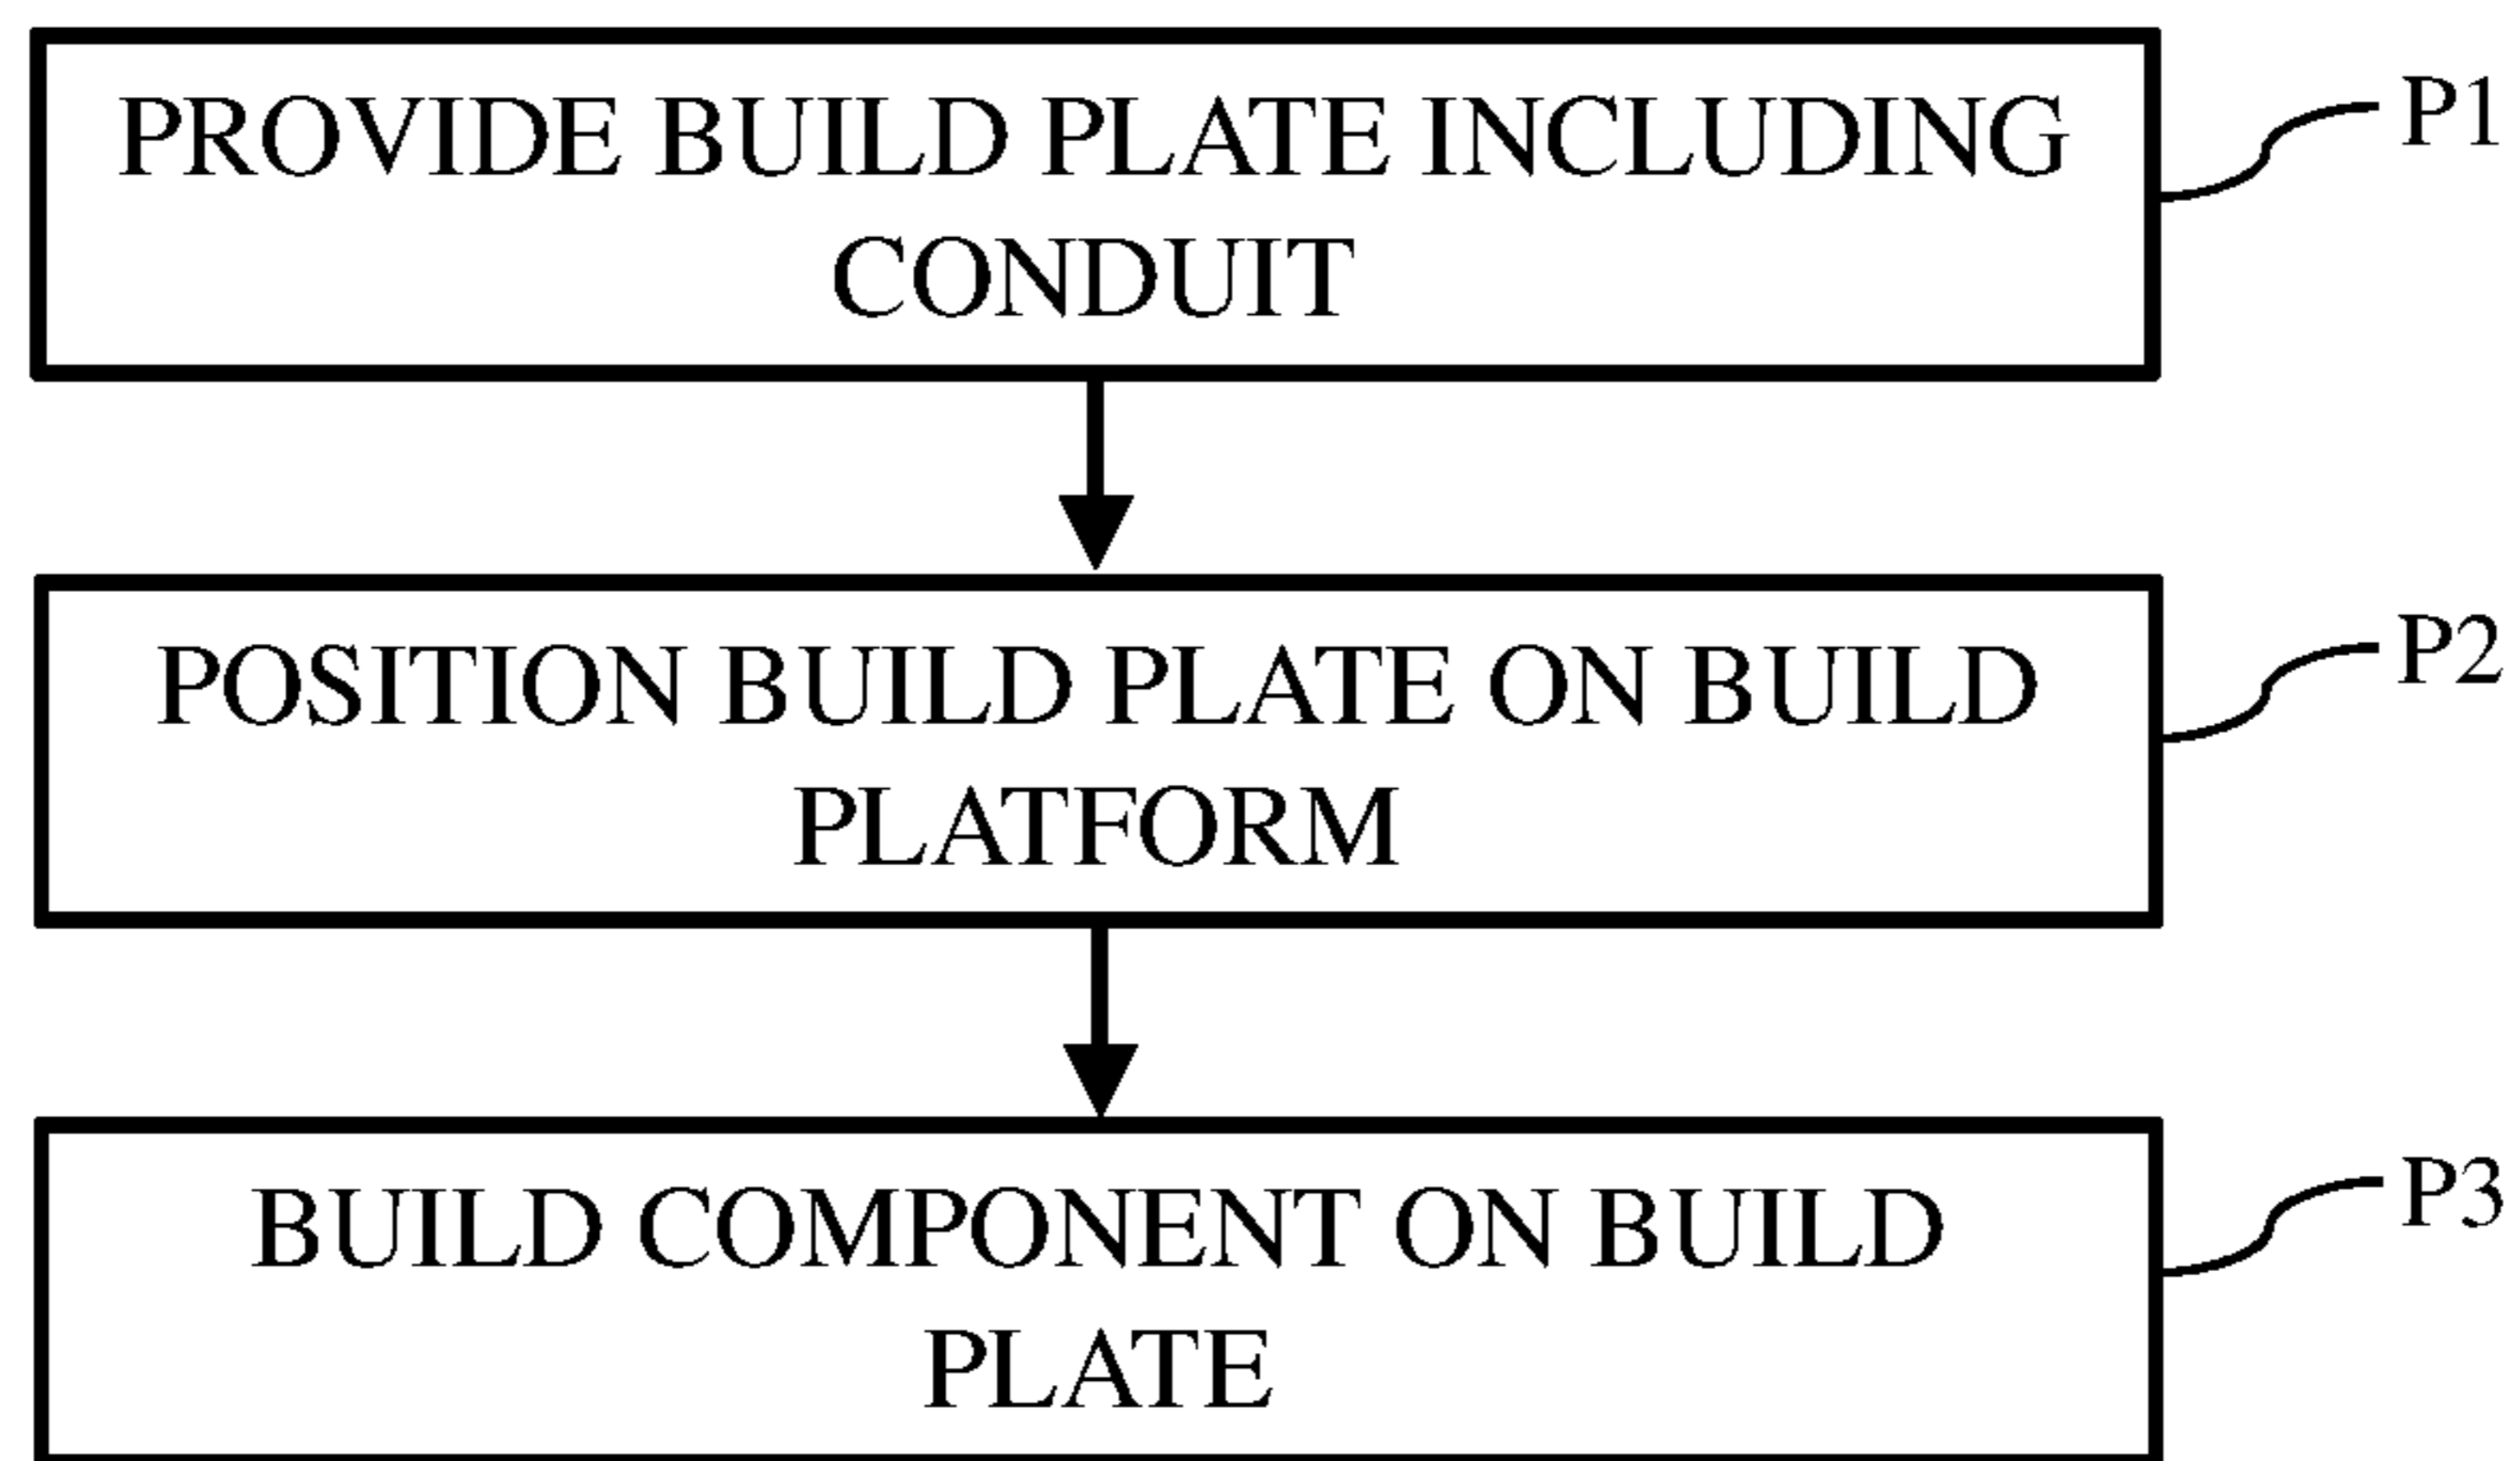 PROVIDE BUILD PLATE INCLUDING
CONDUIT
P1
POSITION BUILD PLATE ON BUILD
PLATFORM
P2
BUILD COMPONENT ON BUILD
PLATE
P3